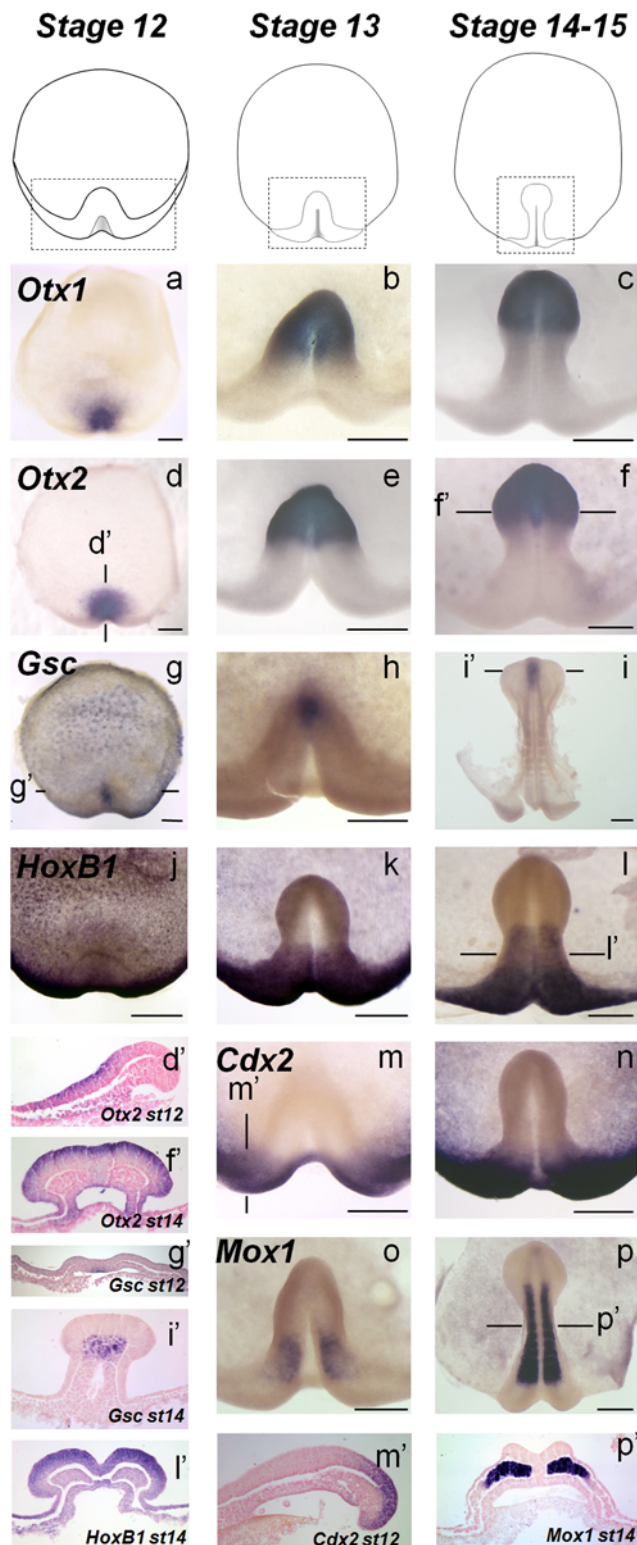 Stage 12 Stage 13 Stage 14-15
Otx1 a b c
Otx2 d e f
d' f'
Gsc g h i
g' i'
HoxB1 j k l
l'
d' Cdx2 m n
Otx2 st12 m'
f'
Otx2 st14
g' Mox1 o p
Gsc st12
i' p'
Gsc st14
l' m' p'
HoxB1 st14 Cdx2 st12 Mox1 st14